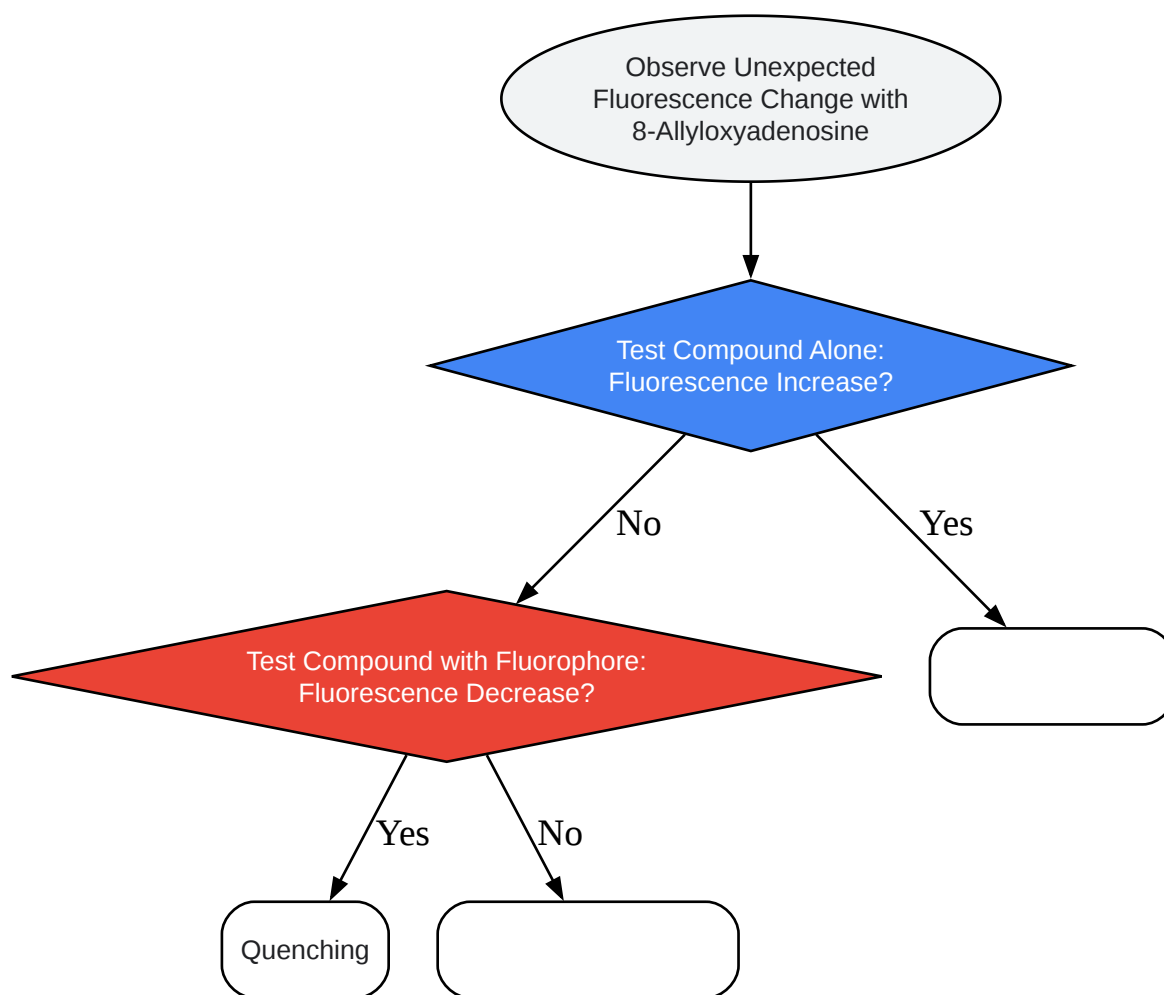 Observe Unexpected
Fluorescence Change with
8-Allyloxyadenosine
Test Compound Alone:
Fluorescence Increase?
No
Yes
Test Compound with Fluorophore:
Fluorescence Decrease?
Yes
No
Quenching